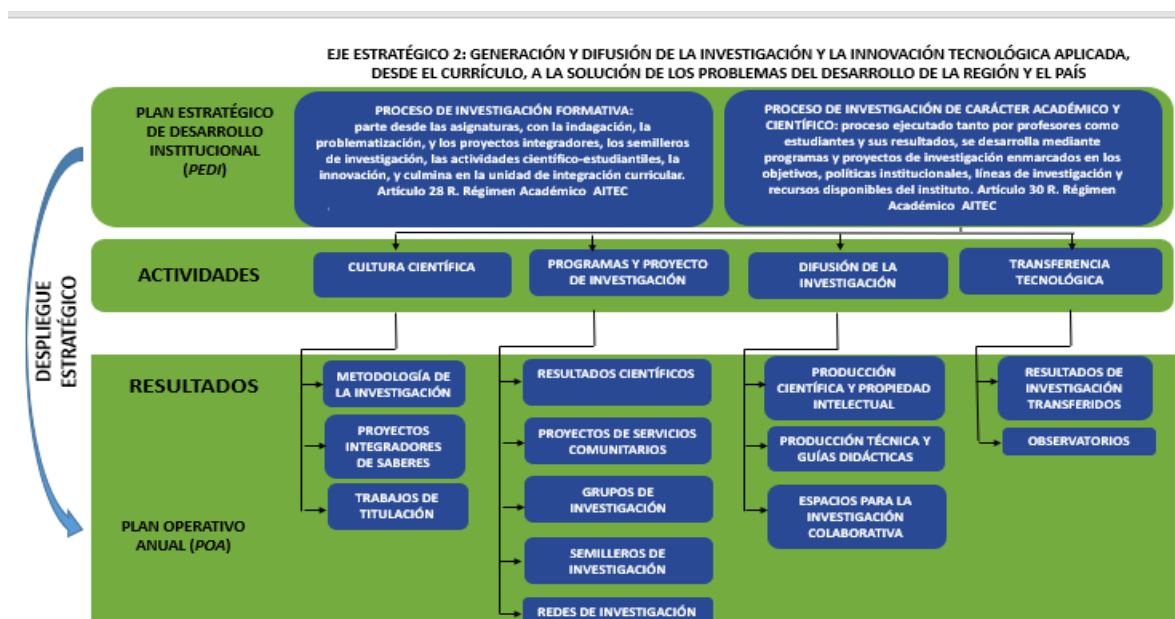 EJE ESTRATÉGICO 2: GENERACIÓN Y DIFUSIÓN DE LA INVESTIGACIÓN Y LA INNOVACIÓN TECNOLÓGICA APLICADA,
DESDE EL CURRÍCULO, A LA SOLUCIÓN DE LOS PROBLEMAS DEL DESARROLLO DE LA REGIÓN Y EL PAÍS
DESPLIEGUE
ESTRATÉGICO
PLAN ESTRATÉGICO
DE DESARROLLO
INSTITUCIONAL
(PEDI)
PROCESO DE INVESTIGACIÓN FORMATIVA:
parte desde las asignaturas, con la indagación, la
problematización, y los proyectos integradores, los semilleros
de investigación, las actividades científico-estudiantiles, la
innovación, y culmina en la unidad de integración curricular.
Artículo 28 R. Régimen Académico AITEC
PROCESO DE INVESTIGACIÓN DE CARÁCTER ACADÉMICO Y
CIENTÍFICO: proceso ejecutado tanto por profesores como
estudiantes y sus resultados, se desarrolla mediante
programas y proyectos de investigación enmarcados en los
objetivos, políticas institucionales, líneas de investigación y
recursos disponibles del instituto. Artículo 30 R. Régimen
Académico AITEC
ACTIVIDADES
CULTURA CIENTÍFICA
PROGRAMAS Y PROYECTO
DE INVESTIGACIÓN
DIFUSIÓN DE LA
INVESTIGACIÓN
TRANSFERENCIA
TECNOLÓGICA
RESULTADOS
METODOLOGÍA DE
LA INVESTIGACIÓN
PROYECTOS
INTEGRADORES
DE SABERES
TRABAJOS DE
TITULACIÓN
RESULTADOS CIENTÍFICOS
PROYECTOS DE SERVICIOS
COMUNITARIOS
GRUPOS DE
INVESTIGACIÓN
SEMILLEROS DE
INVESTIGACIÓN
REDES DE INVESTIGACIÓN
PRODUCCIÓN
CIENTÍFICA Y PROPIEDAD
INTELECTUAL
PRODUCCIÓN TÉCNICA Y
GUÍAS DIDÁCTICAS
ESPACIOS PARA LA
INVESTIGACIÓN
COLABORATIVA
RESULTADOS DE
INVESTIGACIÓN
TRANSFERIDOS
OBSERVATORIOS
PLAN OPERATIVO
ANUAL (POA)